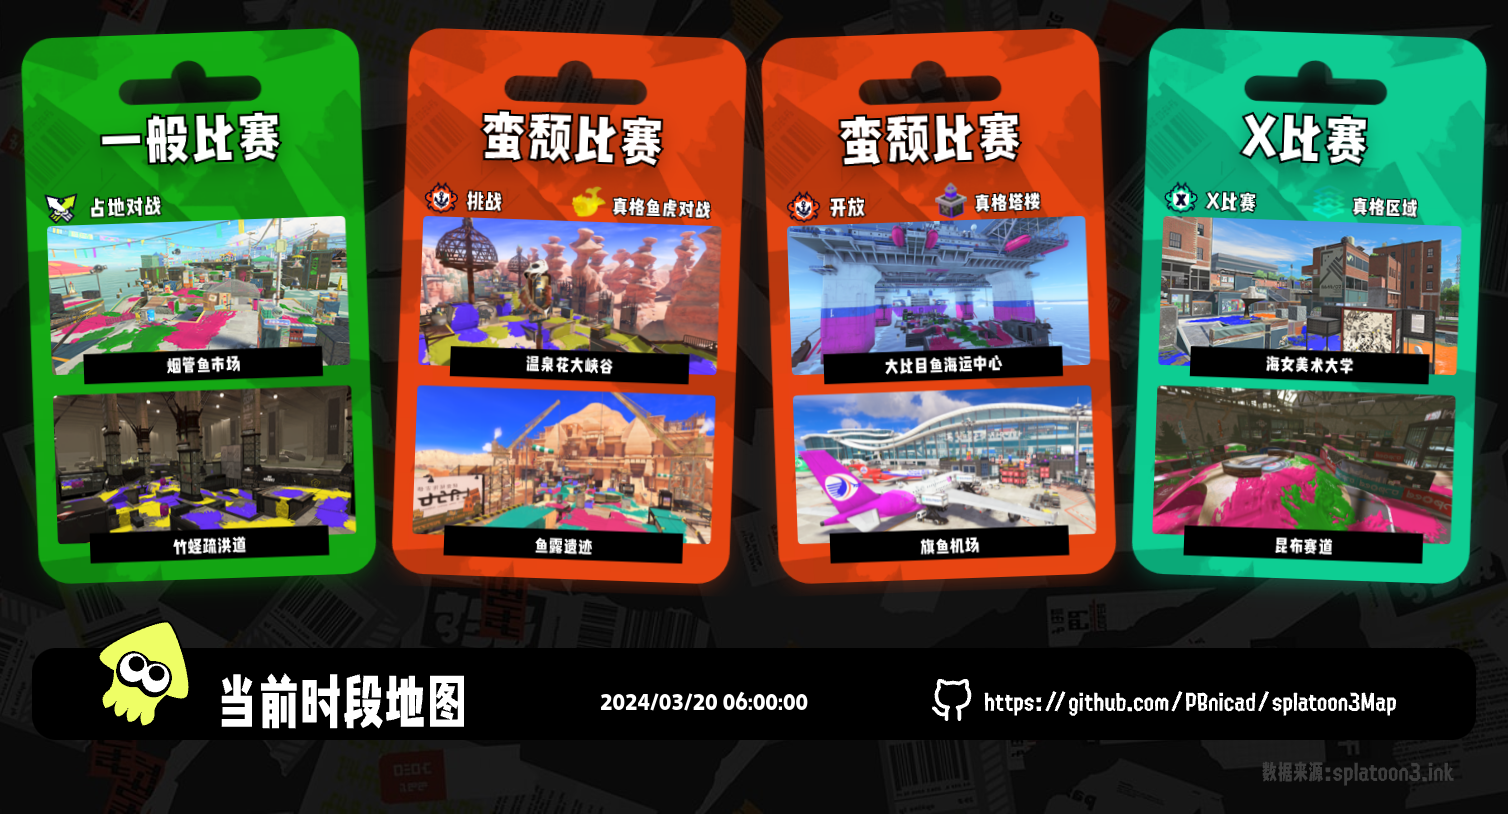 一般比赛
占地对战
烟管鱼市场
竹蛏疏洪道
蛮颓比赛
挑战
真格鱼虎对战
温泉花大峡谷
鱼露遗迹
蛮颓比赛
开放
真格塔楼
大比目鱼海运中心
旗鱼机场
X比赛
X比赛
真格区域
海女美术大学
昆布赛道
当前时段地图
2024/03/20 06:00:00
https://github.com/PBnicad/splatoon3Map
数据来源:splatoon3.ink